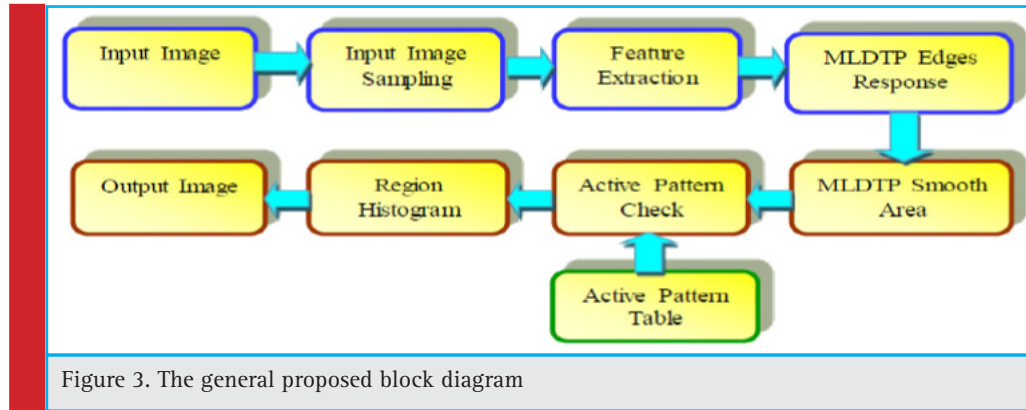 Input Image
Input Image
Sampling
Feature
Extraction
MLDTP Edges
Response
MLDTP Smooth
Area
Active Pattern
Check
Region
Histogram
Output Image
Active Pattern
Table
Figure 3. The general proposed block diagram